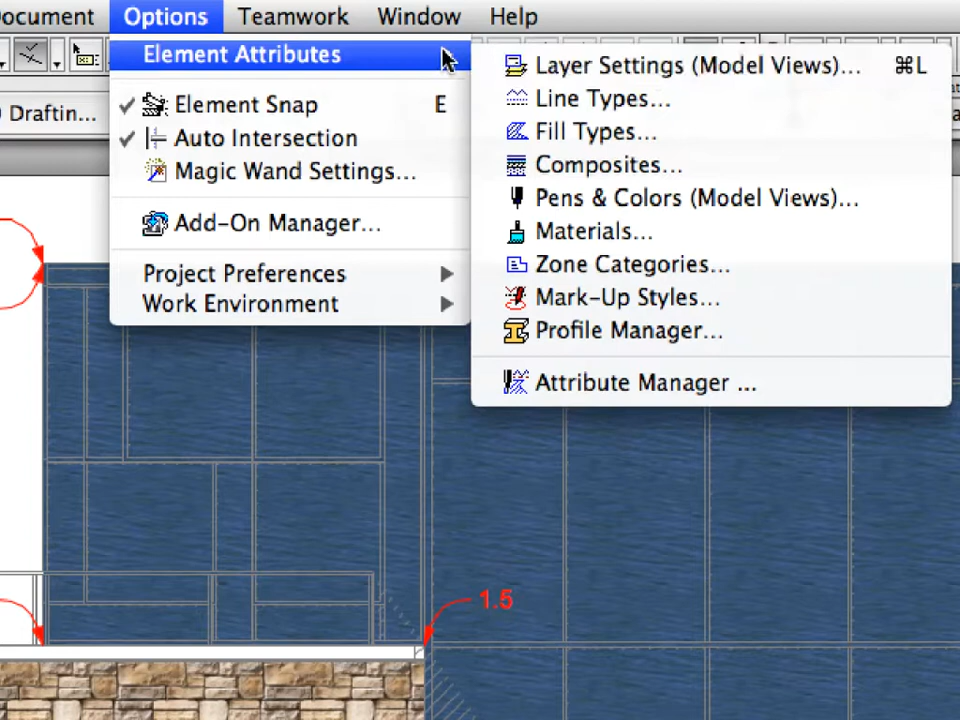 ocument Options Teamwork Window Help
Element Attributes
Element Snap E
Auto Intersection
Magic Wand Settings...
Add-On Manager...
Project Preferences
Work Environment
Layer Settings (Model Views)... ⌘L
Line Types...
Fill Types...
Composites...
Pens & Colors (Model Views)...
Materials...
Zone Categories...
Mark-Up Styles...
Profile Manager...
Attribute Manager ...
Draftin...
1.5